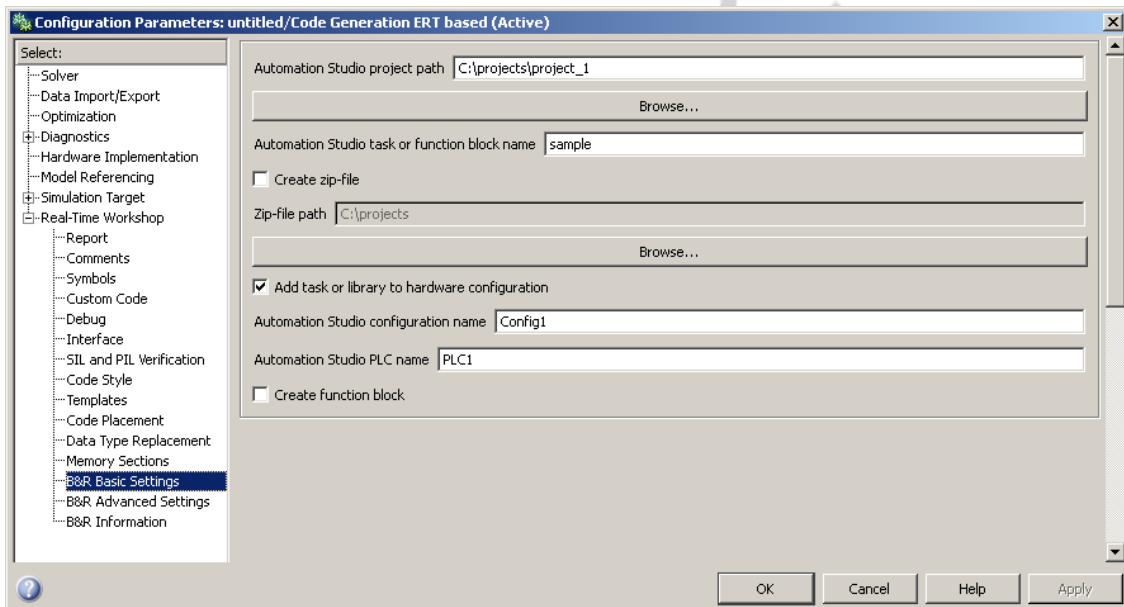 Configuration Parameters: untitled/Code Generation ERT based (Active)
Select:
Solver
Data Import/Export
Optimization
Diagnostics
Hardware Implementation
Model Referencing
Simulation Target
Real-Time Workshop
Report
Comments
Symbols
Custom Code
Debug
Interface
SIL and PIL Verification
Code Style
Templates
Code Placement
Data Type Replacement
Memory Sections
B&R Basic Settings
B&R Advanced Settings
B&R Information
Automation Studio project path C:\projects\project_1
Browse...
Automation Studio task or function block name sample
Create zip-file
Zip-file path C:\projects
Browse...
Add task or library to hardware configuration
Automation Studio configuration name Config1
Automation Studio PLC name PLC1
Create function block
OK Cancel Help Apply